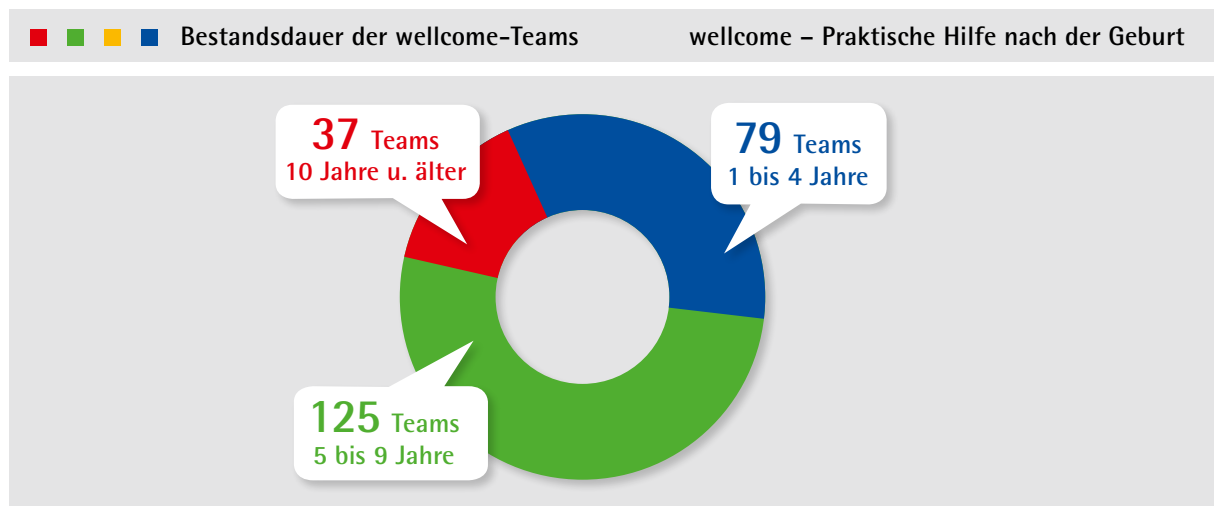 Bestandsdauer der wellcome-Teams
wellcome – Praktische Hilfe nach der Geburt
37 Teams
10 Jahre u. älter
79 Teams
1 bis 4 Jahre
125 Teams
5 bis 9 Jahre